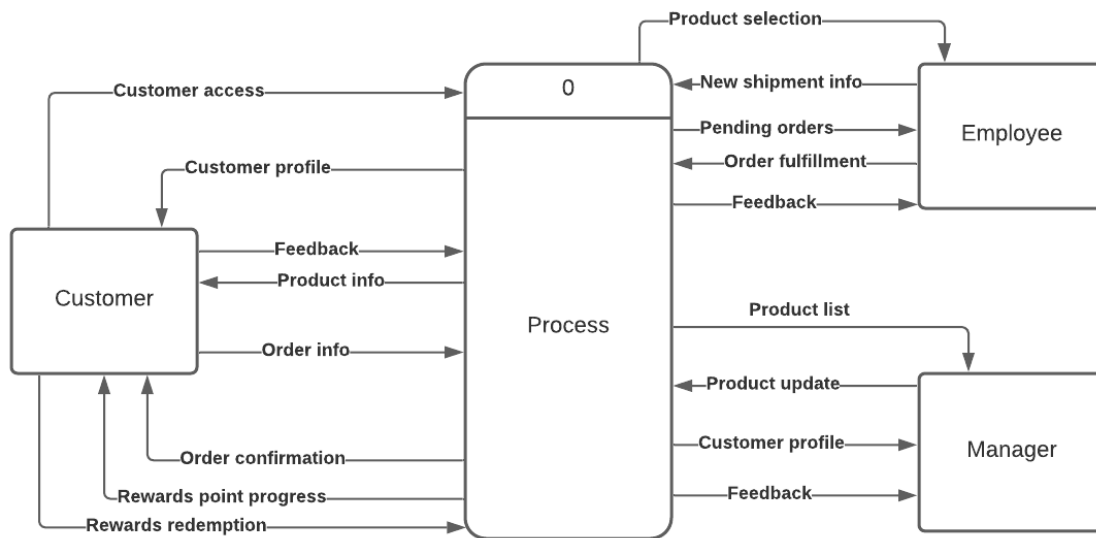 Product selection
Customer access
0
New shipment info
Pending orders
Employee
Customer profile
Order fulfillment
Feedback
Feedback
Product info
Customer
Order info
Process
Product list
Product update
Customer profile
Manager
Feedback
Order confirmation
Rewards point progress
Rewards redemption